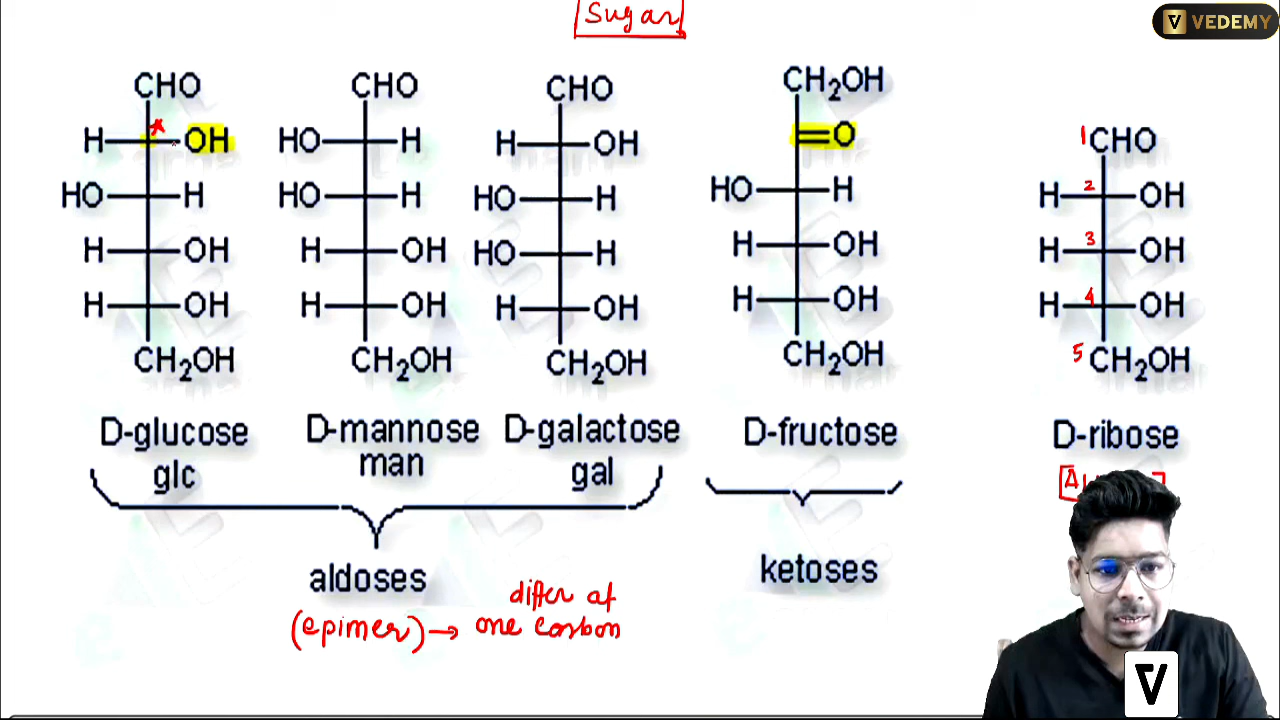 Sugar
V VEDEMY
CHO
H OH
HO H
H OH
H OH
CH₂OH
D-glucose
glc
CHO
HO H
HO H
H OH
H OH
CH₂OH
D-mannose
man
CHO
H OH
HO H
HO H
H OH
CH₂OH
D-galactose
gal
aldoses
(epimer) → differ at
one carbon
CH₂OH
=O
HO H
H OH
H OH
CH₂OH
D-fructose
ketoses
1 CHO
H 2 OH
H 3 OH
H 4 OH
5 CH₂OH
D-ribose
V